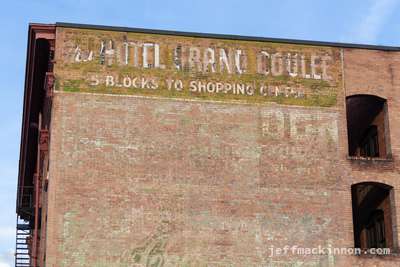 HOTEL GRAND COULEE
5 BLOCKS TO SHOPPING CENTER
jeffmackinnon.com